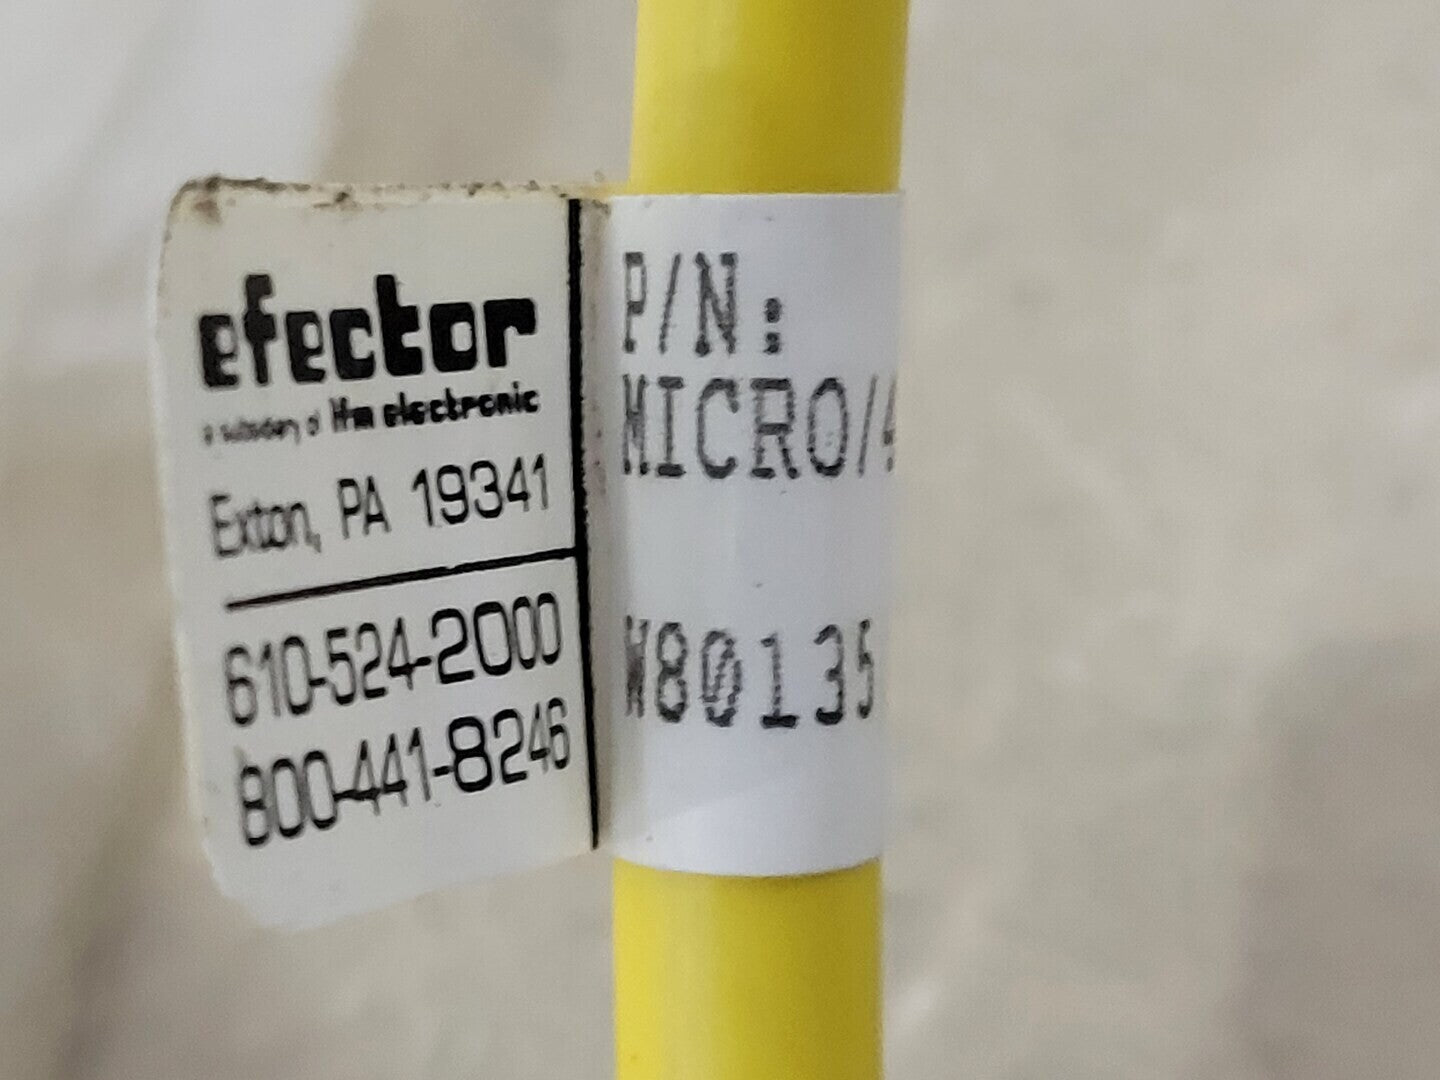 efector
a subsidiary of ifm electronic
Exton, PA 19341
610-524-2000
800-441-8246
P/N:
MICRO/4
W80135